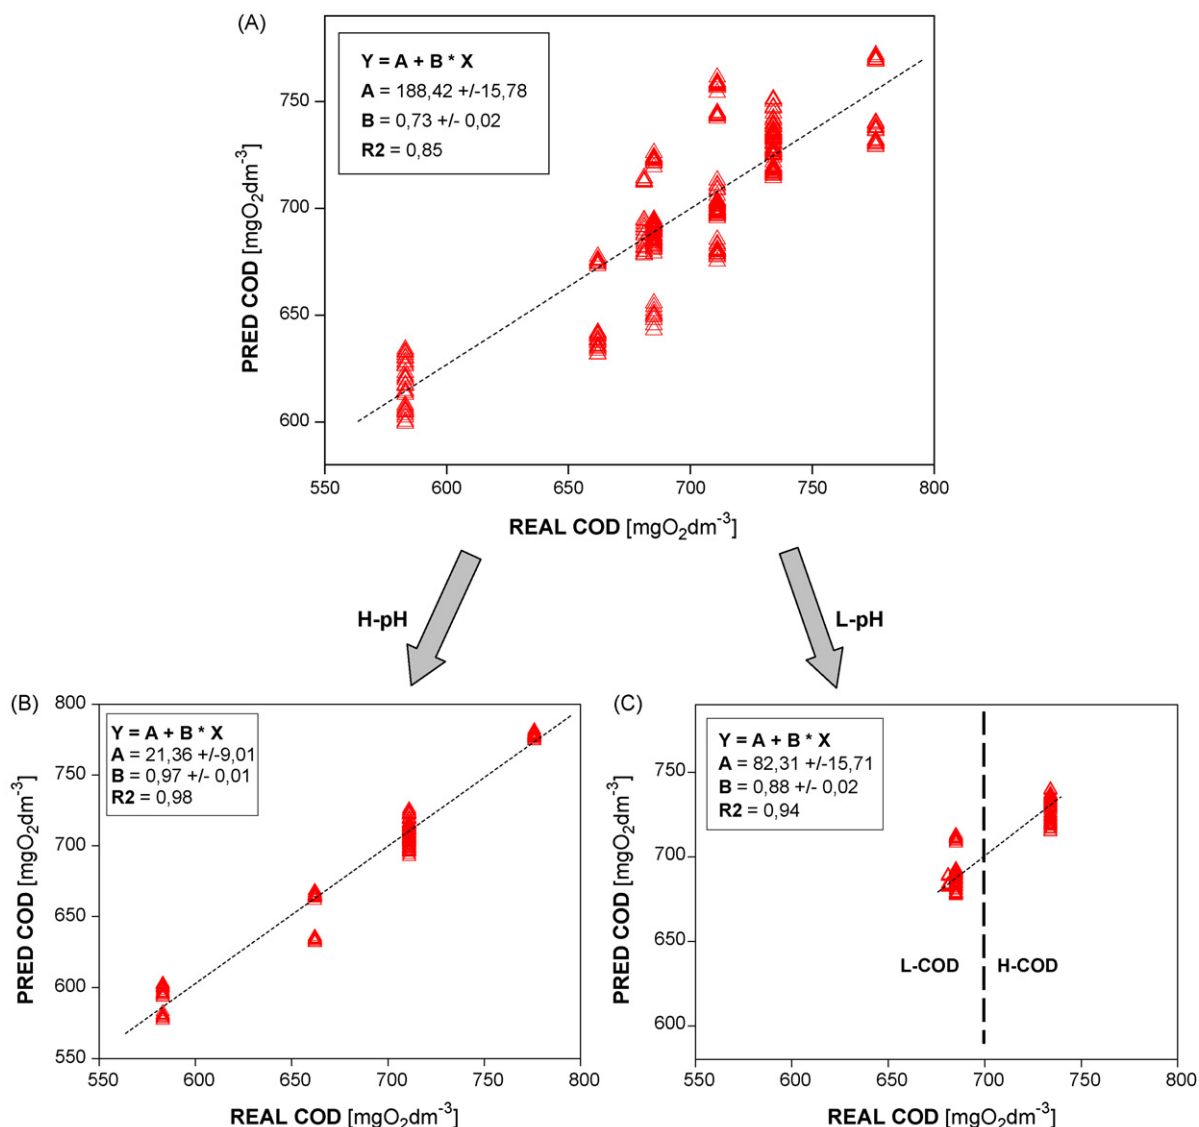 (A)
Y = A + B * X
A = 188,42 +/-15,78
B = 0,73 +/- 0,02
R2 = 0,85
750
700
650
600
PRED COD [mgO₂dm⁻³]
550 600 650 700 750 800
REAL COD [mgO₂dm⁻³]
H-pH
L-pH
(B)
Y = A + B * X
A = 21,36 +/-9,01
B = 0,97 +/- 0,01
R2 = 0,98
800
750
700
650
600
550
PRED COD [mgO₂dm⁻³]
550 600 650 700 750 800
REAL COD [mgO₂dm⁻³]
(C)
Y = A + B * X
A = 82,31 +/-15,71
B = 0,88 +/- 0,02
R2 = 0,94
750
700
650
600
PRED COD [mgO₂dm⁻³]
L-COD
H-COD
550 600 650 700 750 800
REAL COD [mgO₂dm⁻³]